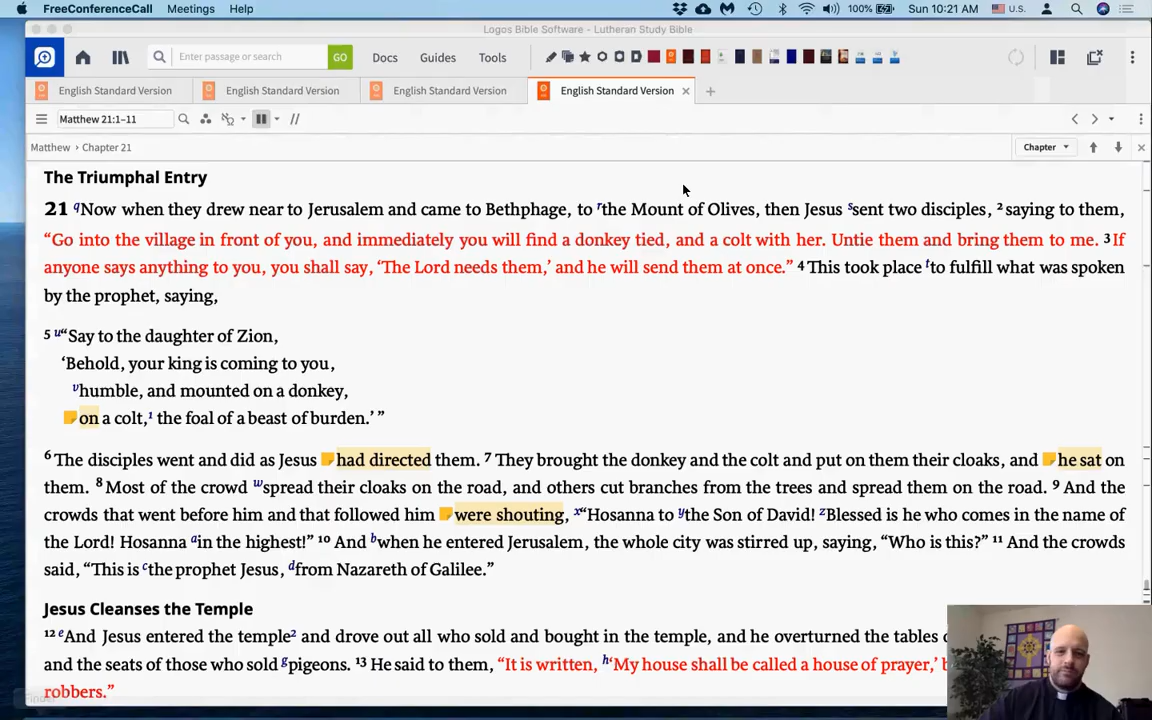 FreeConferenceCall Meetings Help 100% Sun 10:21 AM U.S.
Logos Bible Software - Lutheran Study Bible
Enter passage or search GO Docs Guides Tools
English Standard Version English Standard Version English Standard Version English Standard Version
Matthew 21:1–11
Matthew › Chapter 21 Chapter
The Triumphal Entry
21 qNow when they drew near to Jerusalem and came to Bethphage, to rthe Mount of Olives, then Jesus ssent two disciples, 2 saying to them,
“Go into the village in front of you, and immediately you will find a donkey tied, and a colt with her. Untie them and bring them to me. 3 If
anyone says anything to you, you shall say, ‘The Lord needs them,’ and he will send them at once.” 4 This took place tto fulfill what was spoken
by the prophet, saying,
5 u“Say to the daughter of Zion,
‘Behold, your king is coming to you,
vhumble, and mounted on a donkey,
on a colt,1 the foal of a beast of burden.’ ”
6 The disciples went and did as Jesus had directed them. 7 They brought the donkey and the colt and put on them their cloaks, and he sat on
them. 8 Most of the crowd wspread their cloaks on the road, and others cut branches from the trees and spread them on the road. 9 And the
crowds that went before him and that followed him were shouting, x“Hosanna to ythe Son of David! zBlessed is he who comes in the name of
the Lord! Hosanna ain the highest!” 10 And bwhen he entered Jerusalem, the whole city was stirred up, saying, “Who is this?” 11 And the crowds
said, “This is cthe prophet Jesus, dfrom Nazareth of Galilee.”
Jesus Cleanses the Temple
12 eAnd Jesus entered the temple2 and drove out all who sold and bought in the temple, and he overturned the tables
and the seats of those who sold gpigeons. 13 He said to them, “It is written, h‘My house shall be called a house of prayer,’
robbers.”
Finder